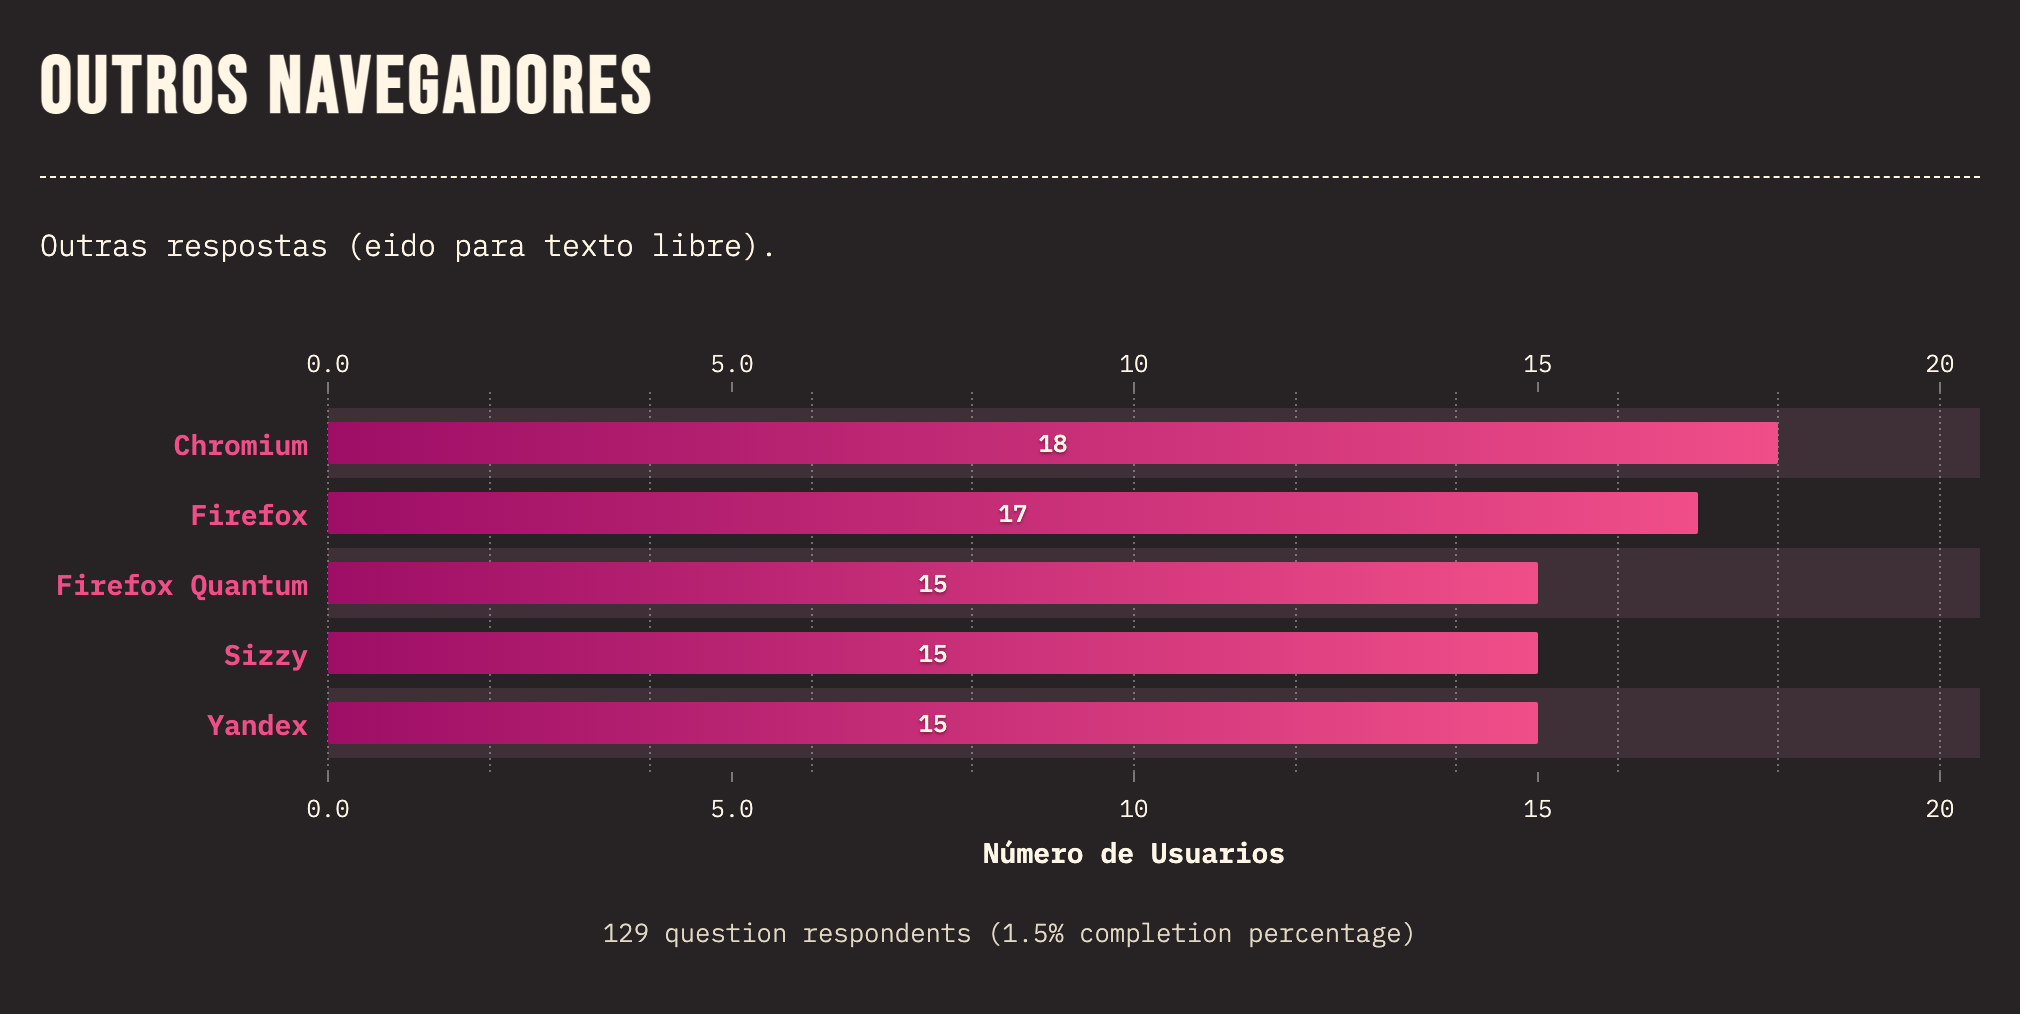 OUTROS NAVEGADORES
Outras respostas (eido para texto libre).
0.0 5.0 10 15 20
Chromium 18
Firefox 17
Firefox Quantum 15
Sizzy 15
Yandex 15
0.0 5.0 10 15 20
Número de Usuarios
129 question respondents (1.5% completion percentage)